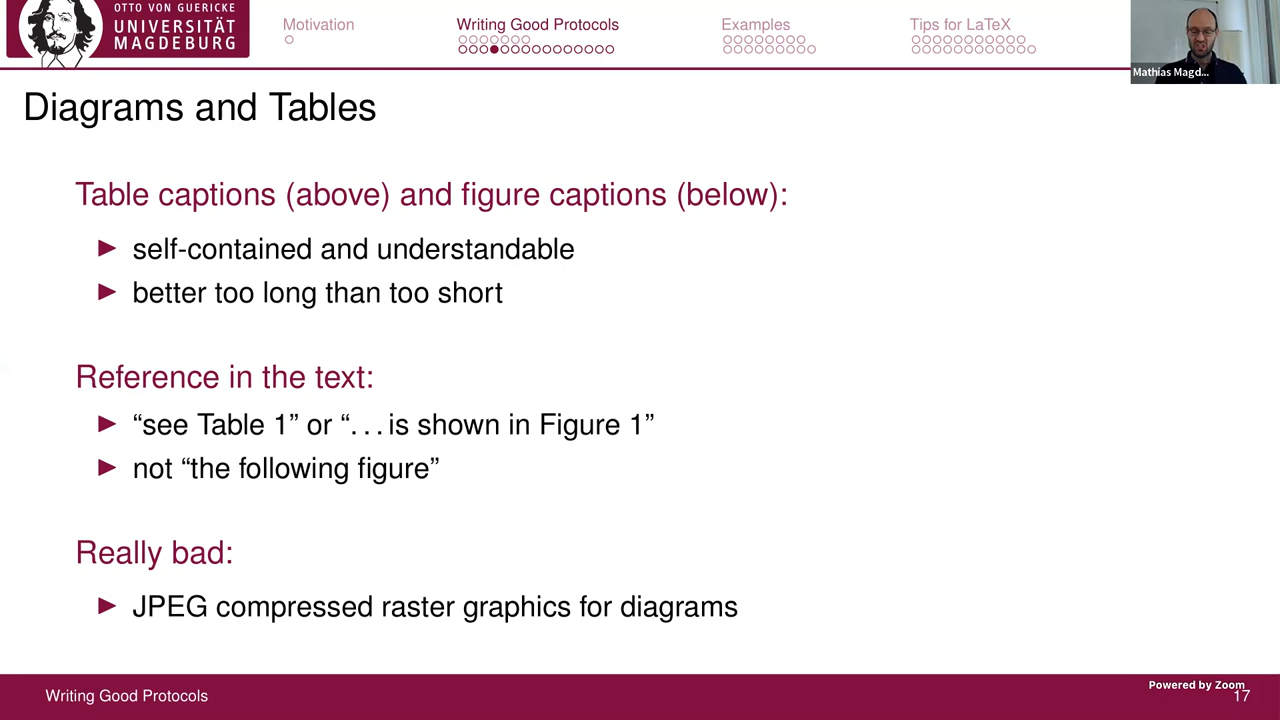 OTTO VON GUERICKE
UNIVERSITÄT
MAGDEBURG
Motivation
Writing Good Protocols
Examples
Tips for LaTeX
Mathias Magd...
Diagrams and Tables
Table captions (above) and figure captions (below):
self-contained and understandable
better too long than too short
Reference in the text:
“see Table 1” or “. . . is shown in Figure 1”
not “the following figure”
Really bad:
JPEG compressed raster graphics for diagrams
Writing Good Protocols
Powered by Zoom
17